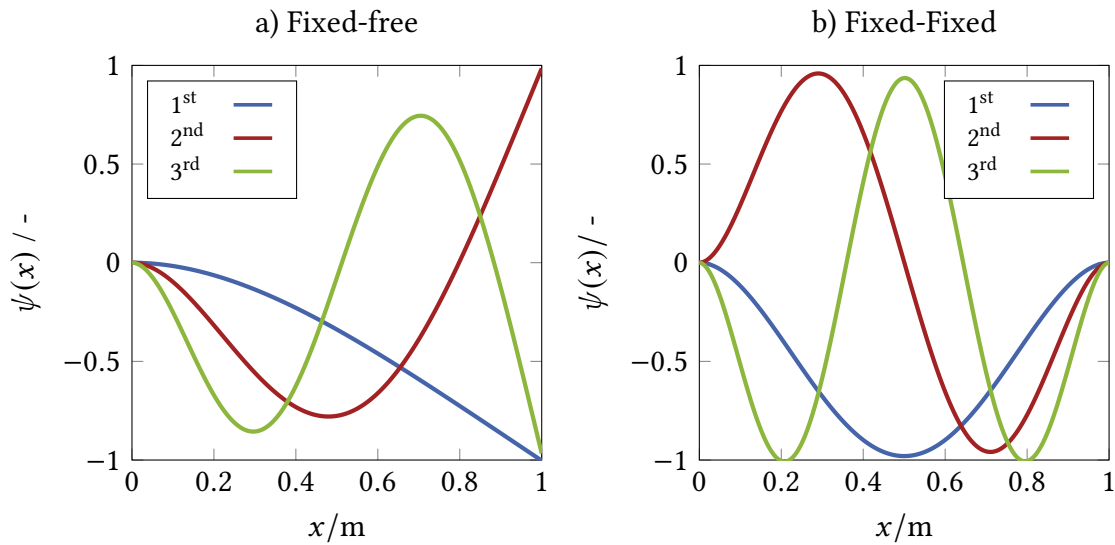 a) Fixed-free
1st
2nd
3rd
1
0.5
0
−0.5
−1
0 0.2 0.4 0.6 0.8 1
x/m
ψ(x) / -
b) Fixed-Fixed
1st
2nd
3rd
1
0.5
0
−0.5
−1
0 0.2 0.4 0.6 0.8 1
x/m
ψ(x)/ -